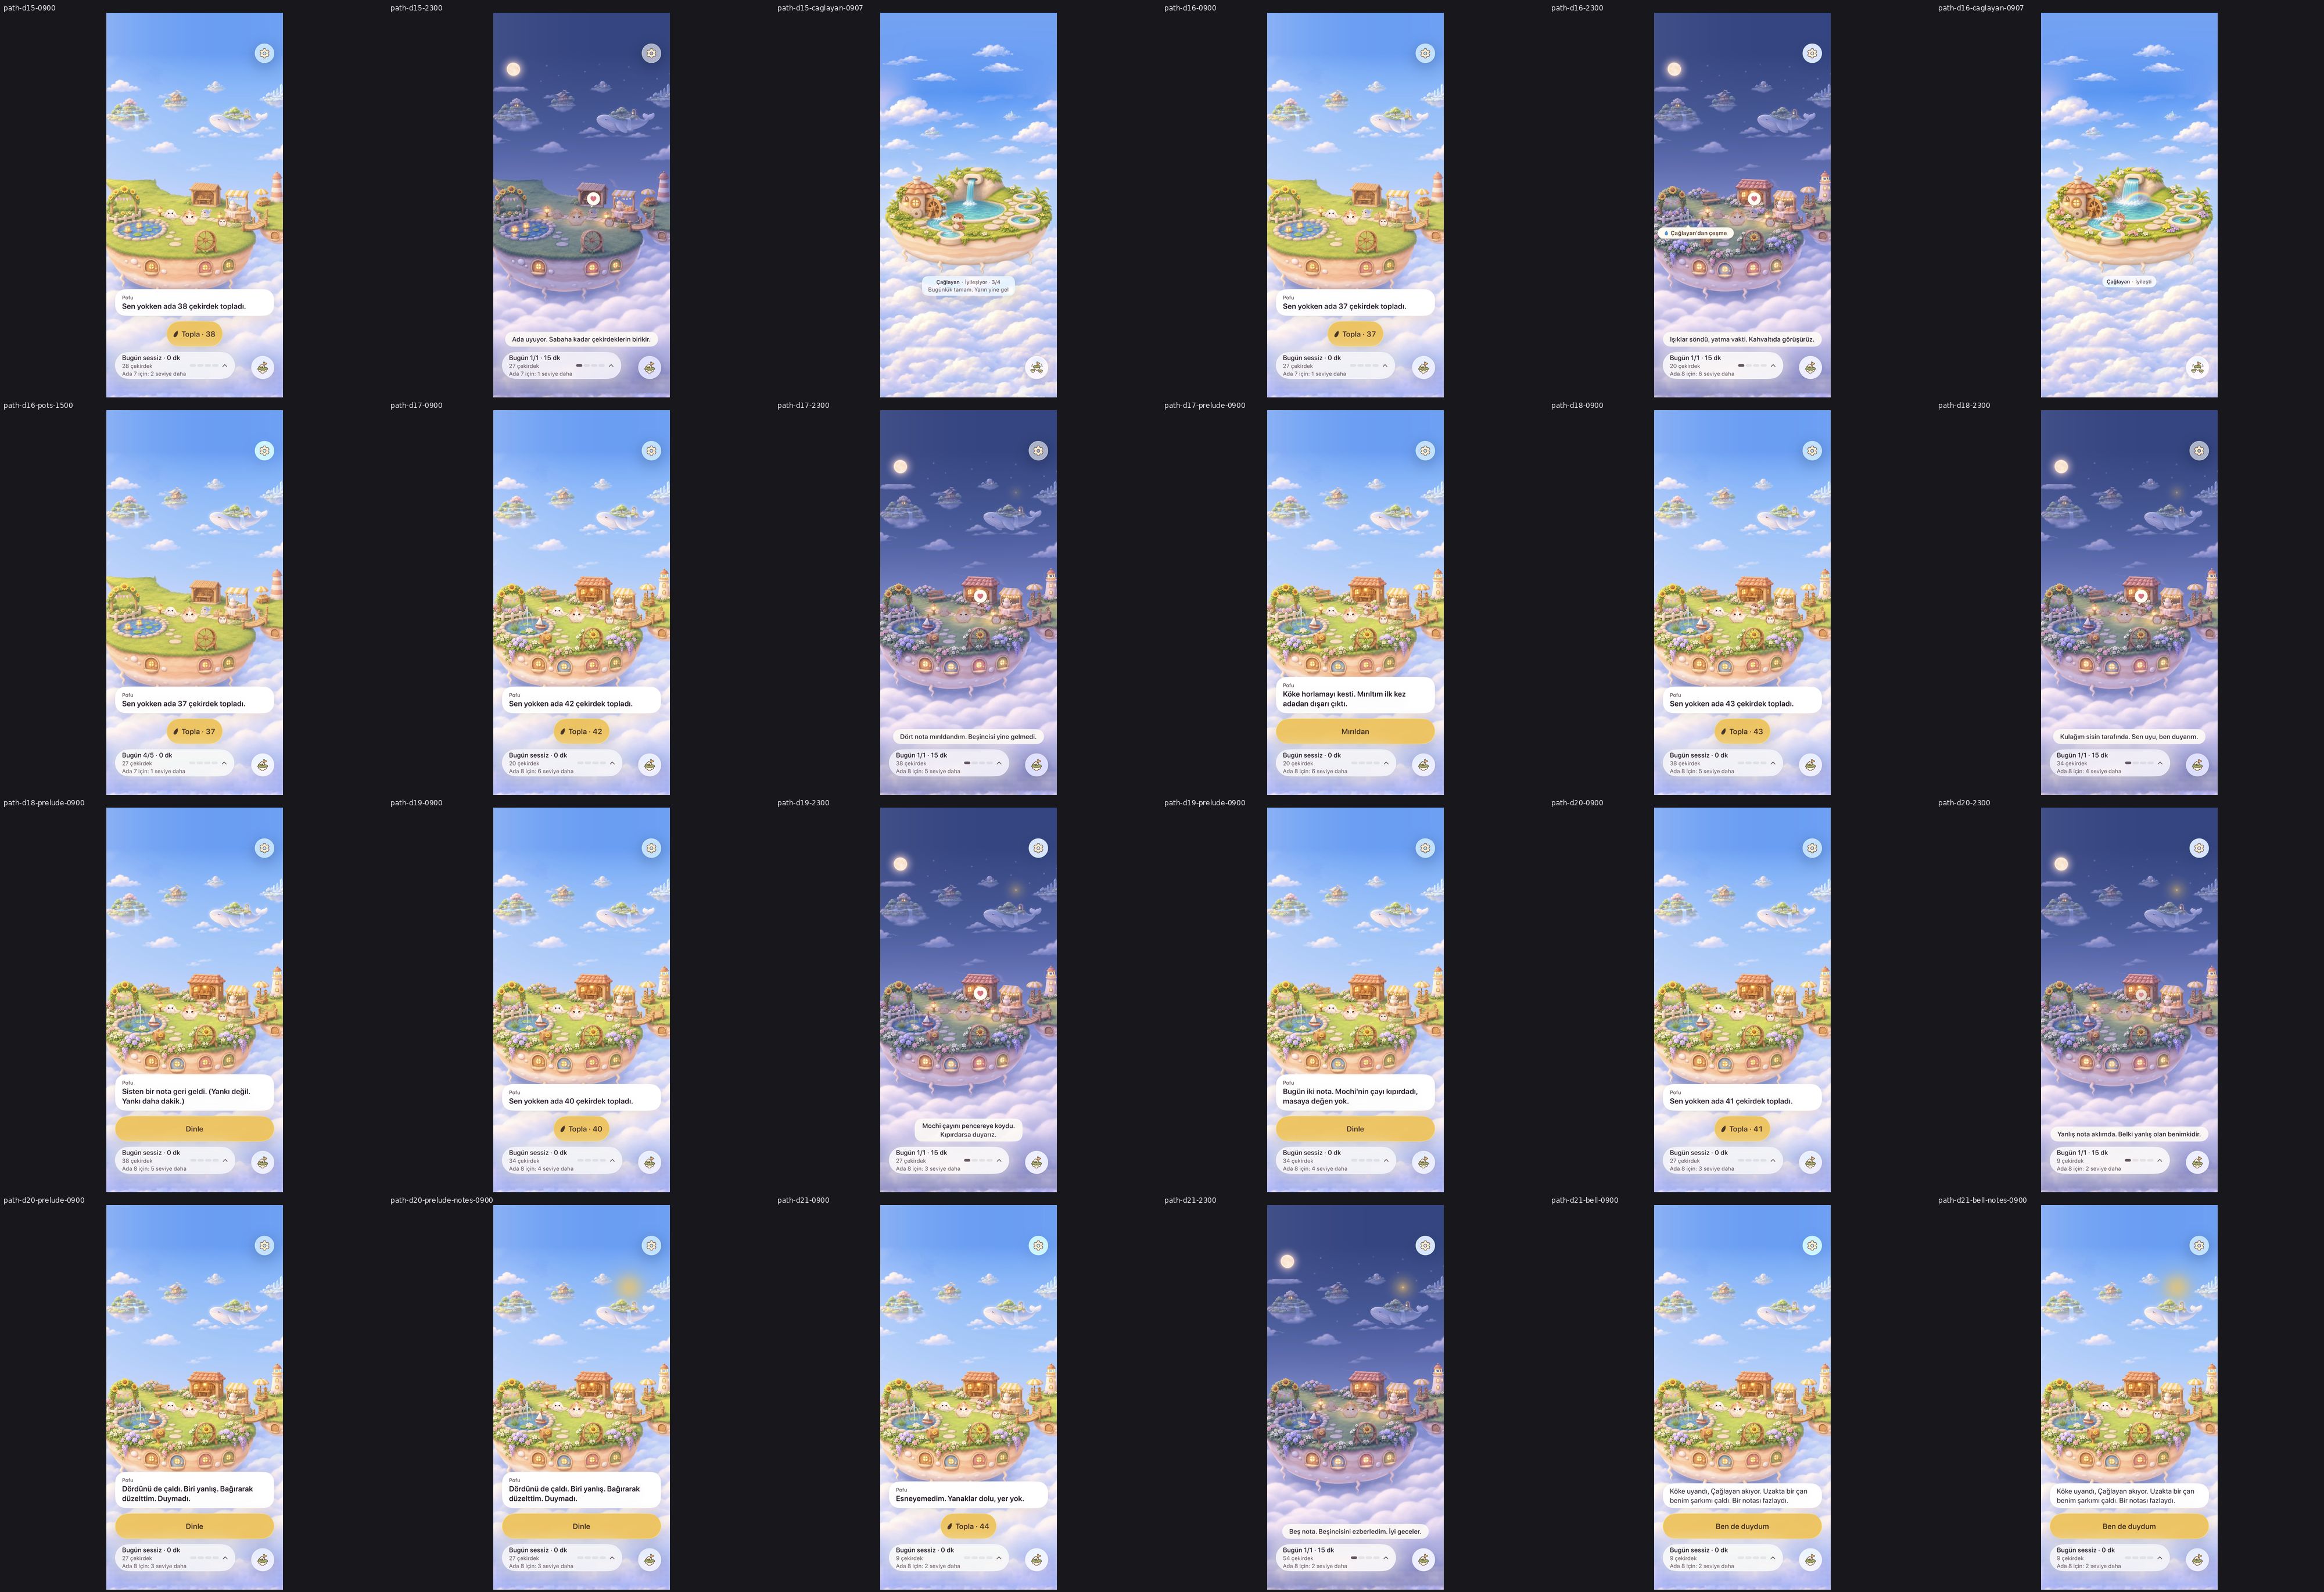 path-d15-0900
Pofu
Sen yokken ada 38 çekirdek topladı.
Topla · 38
Bugün sessiz · 0 dk
28 çekirdek
Ada 7 için: 2 seviye daha
path-d15-2300
Ada uyuyor. Sabaha kadar çekirdeklerin birikir.
Bugün 1/1 · 15 dk
27 çekirdek
Ada 7 için: 1 seviye daha
path-d15-caglayan-0907
Çağlayan · İyileşiyor · 3/4
Bugünlük tamam. Yarın yine gel
path-d16-0900
Pofu
Sen yokken ada 37 çekirdek topladı.
Topla · 37
Bugün sessiz · 0 dk
27 çekirdek
Ada 7 için: 1 seviye daha
path-d16-2300
Çağlayan'dan çeşme
Işıklar söndü, yatma vakti. Kahvaltıda görüşürüz.
Bugün 1/1 · 15 dk
20 çekirdek
Ada 8 için: 6 seviye daha
path-d16-caglayan-0907
Çağlayan · İyileşti
path-d16-pots-1500
Pofu
Sen yokken ada 37 çekirdek topladı.
Topla · 37
Bugün 4/5 · 0 dk
27 çekirdek
Ada 7 için: 1 seviye daha
path-d17-0900
Pofu
Sen yokken ada 42 çekirdek topladı.
Topla · 42
Bugün sessiz · 0 dk
20 çekirdek
Ada 8 için: 6 seviye daha
path-d17-2300
Dört nota mırıldandım. Beşincisi yine gelmedi.
Bugün 1/1 · 15 dk
38 çekirdek
Ada 8 için: 5 seviye daha
path-d17-prelude-0900
Pofu
Köke horlamayı kesti. Mırıltım ilk kez
adadan dışarı çıktı.
Mırıldan
Bugün sessiz · 0 dk
20 çekirdek
Ada 8 için: 6 seviye daha
path-d18-0900
Pofu
Sen yokken ada 43 çekirdek topladı.
Topla · 43
Bugün sessiz · 0 dk
38 çekirdek
Ada 8 için: 5 seviye daha
path-d18-2300
Kulağım sisin tarafında. Sen uyu, ben duyarım.
Bugün 1/1 · 15 dk
34 çekirdek
Ada 8 için: 4 seviye daha
path-d18-prelude-0900
Pofu
Sisten bir nota geri geldi. (Yankı değil.
Yankı daha dakik.)
Dinle
Bugün sessiz · 0 dk
38 çekirdek
Ada 8 için: 5 seviye daha
path-d19-0900
Pofu
Sen yokken ada 40 çekirdek topladı.
Topla · 40
Bugün sessiz · 0 dk
34 çekirdek
Ada 8 için: 4 seviye daha
path-d19-2300
Mochi çayını pencereye koydu.
Kıpırdarsa duyarız.
Bugün 1/1 · 15 dk
27 çekirdek
Ada 8 için: 3 seviye daha
path-d19-prelude-0900
Pofu
Bugün iki nota. Mochi'nin çayı kıpırdadı,
masaya değen yok.
Dinle
Bugün sessiz · 0 dk
34 çekirdek
Ada 8 için: 4 seviye daha
path-d20-0900
Pofu
Sen yokken ada 41 çekirdek topladı.
Topla · 41
Bugün sessiz · 0 dk
27 çekirdek
Ada 8 için: 3 seviye daha
path-d20-2300
Yanlış nota aklımda. Belki yanlış olan benimkidir.
Bugün 1/1 · 15 dk
9 çekirdek
Ada 8 için: 2 seviye daha
path-d20-prelude-0900
Pofu
Dördünü de çaldı. Biri yanlış. Bağırarak
düzelttim. Duymadı.
Dinle
Bugün sessiz · 0 dk
27 çekirdek
Ada 8 için: 3 seviye daha
path-d20-prelude-notes-0900
Pofu
Dördünü de çaldı. Biri yanlış. Bağırarak
düzelttim. Duymadı.
Dinle
Bugün sessiz · 0 dk
27 çekirdek
Ada 8 için: 3 seviye daha
path-d21-0900
Pofu
Esneyemedim. Yanaklar dolu, yer yok.
Topla · 44
Bugün sessiz · 0 dk
9 çekirdek
Ada 8 için: 2 seviye daha
path-d21-2300
Beş nota. Beşincisini ezberledim. İyi geceler.
Bugün 1/1 · 15 dk
54 çekirdek
Ada 8 için: 2 seviye daha
path-d21-bell-0900
Köke uyandı, Çağlayan akıyor. Uzakta bir çan
benim şarkımı çaldı. Bir notası fazlaydı.
Ben de duydum
Bugün sessiz · 0 dk
9 çekirdek
Ada 8 için: 2 seviye daha
path-d21-bell-notes-0900
Köke uyandı, Çağlayan akıyor. Uzakta bir çan
benim şarkımı çaldı. Bir notası fazlaydı.
Ben de duydum
Bugün sessiz · 0 dk
9 çekirdek
Ada 8 için: 2 seviye daha